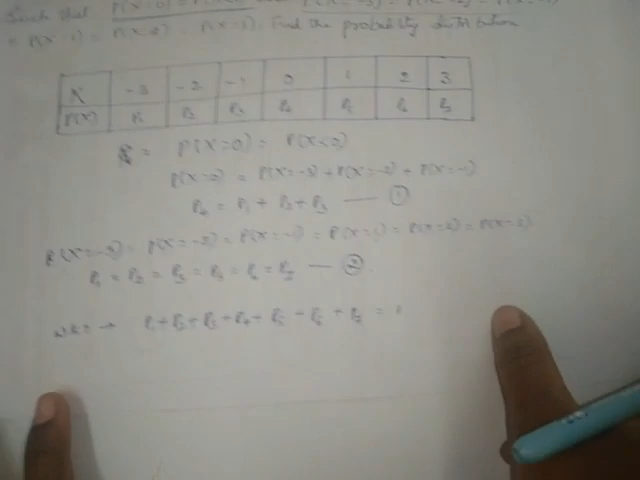 Such that P(X=0) =
= P(X=1) = P(X=2) = P(X=3). Find the probability distribution
X -3 -2 -1 0 1 2 3
P(X) P1 P2 P3 P4 P5 P6 P7
P(X=0) = P(X<0)
P(X=0) = P(X=-3) + P(X=-2) + P(X=-1)
P4 = P1 + P2 + P3 — ①
P(X=-3) = P(X=-2) = P(X=-1) = P(X=1) = P(X=2) = P(X=3)
P1 = P2 = P3 = P5 = P6 = P7 — ②
WKT → P1+P2+P3+P4+P5+P6+P7 = 1